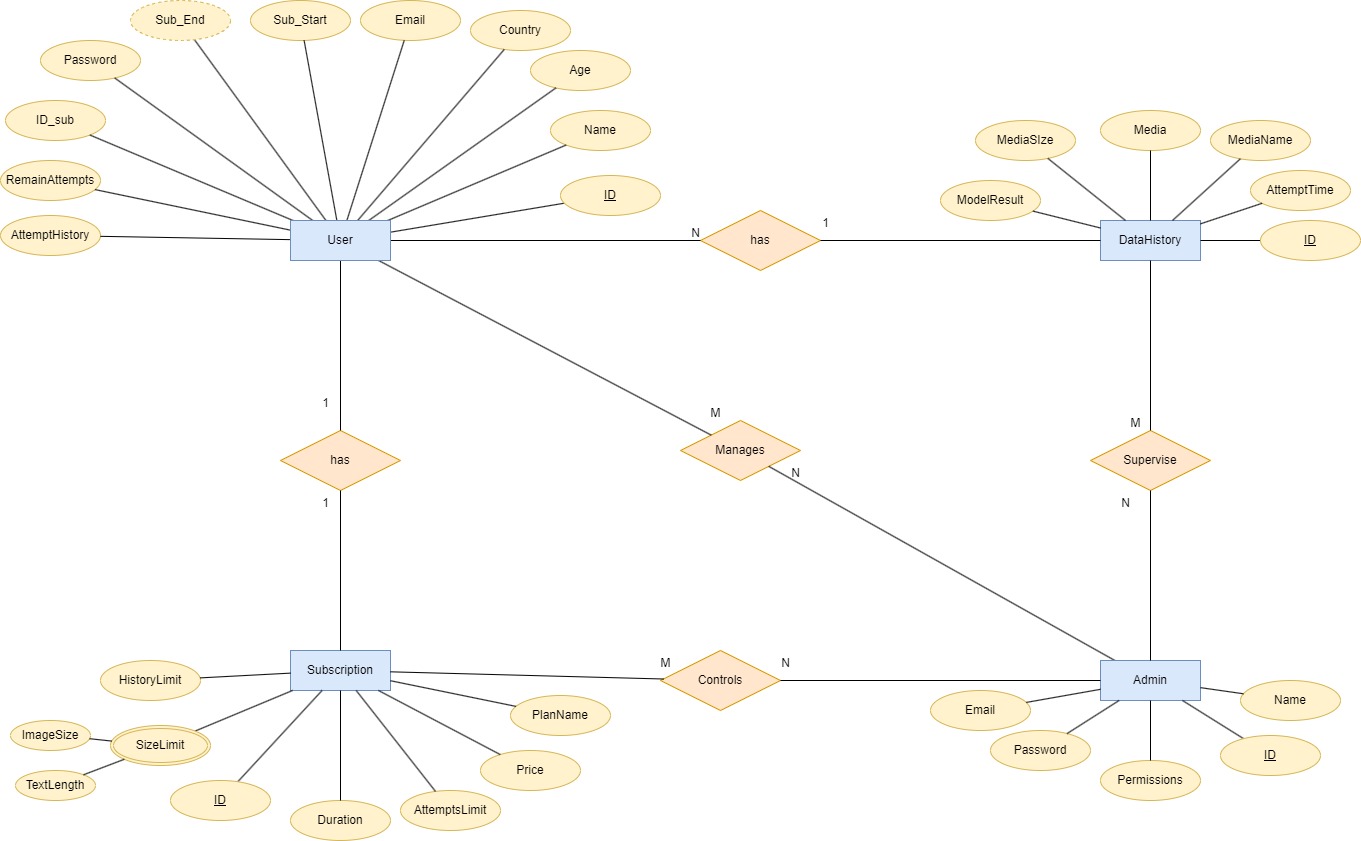 Sub_End
Sub_Start
Email
Country
Password
Age
ID_sub
Name
RemainAttempts
ID
AttemptHistory
User
N
has
1
MediaSIze
Media
MediaName
ModelResult
AttemptTime
DataHistory
ID
1
has
1
M
Manages
N
M
Supervise
N
Subscription
M
Controls
N
Admin
HistoryLimit
ImageSize
SizeLimit
TextLength
ID
Duration
AttemptsLimit
Price
PlanName
Email
Password
Permissions
ID
Name